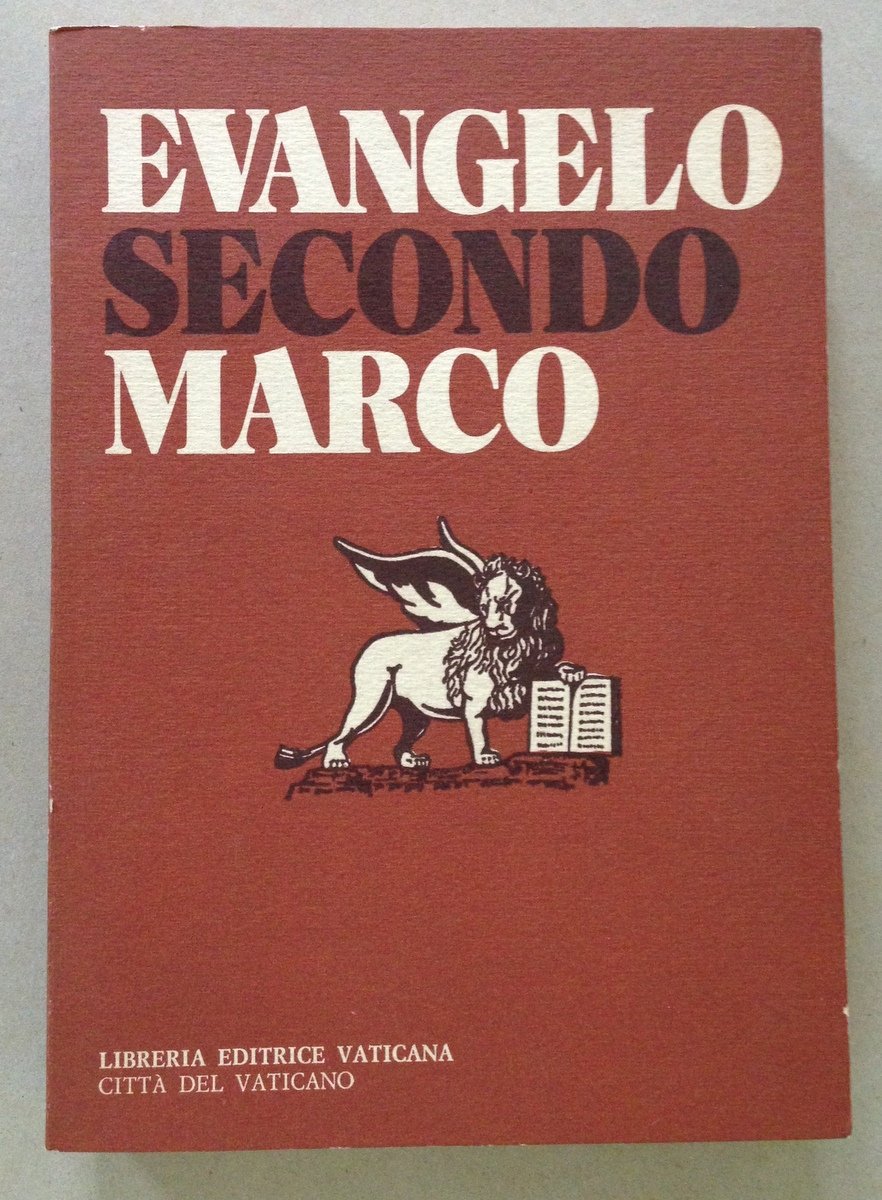 EVANGELO
SECONDO
MARCO
LIBRERIA EDITRICE VATICANA
CITTÀ DEL VATICANO